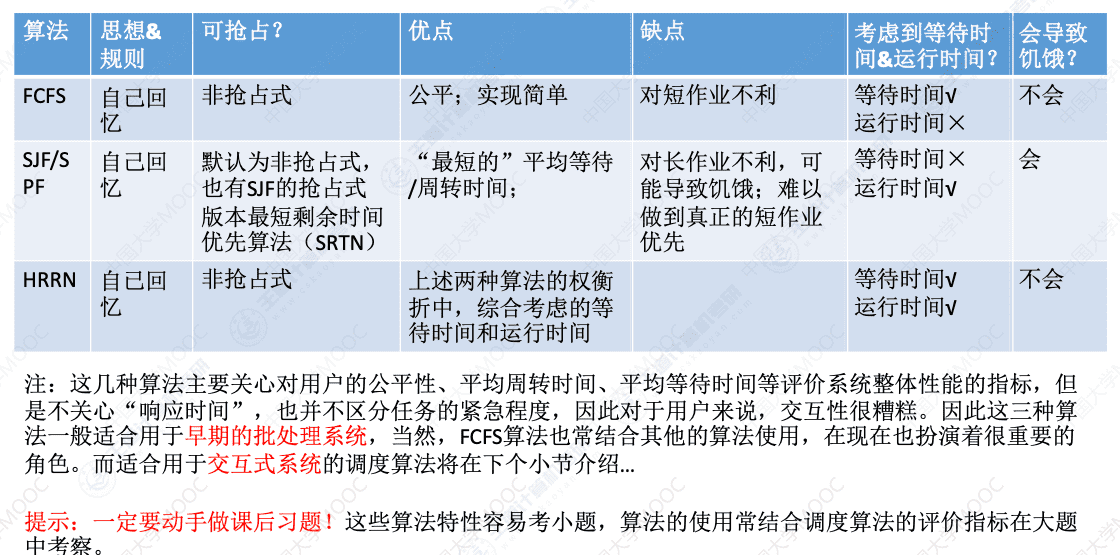 算法 思想& 可抢占？ 优点 缺点 考虑到等待时 会导致
规则 间&运行时间？ 饥饿？
FCFS 自己回 非抢占式 公平；实现简单 对短作业不利 等待时间√ 不会
忆 运行时间×
SJF/S 自己回 默认为非抢占式， “最短的”平均等待 对长作业不利，可 等待时间× 会
PF 忆 也有SJF的抢占式 /周转时间； 能导致饥饿；难以 运行时间√
版本最短剩余时间 做到真正的短作业
优先算法（SRTN） 优先
HRRN 自己回 非抢占式 上述两种算法的权衡 等待时间√ 不会
忆 折中，综合考虑的等 运行时间√
待时间和运行时间
注：这几种算法主要关心对用户的公平性、平均周转时间、平均等待时间等评价系统整体性能的指标，但
是不关心“响应时间”，也并不区分任务的紧急程度，因此对于用户来说，交互性很糟糕。因此这三种算
法一般适合用于早期的批处理系统，当然，FCFS算法也常结合其他的算法使用，在现在也扮演着很重要的
角色。而适合用于交互式系统的调度算法将在下个小节介绍...
提示：一定要动手做课后习题！这些算法特性容易考小题，算法的使用常结合调度算法的评价指标在大题
中考察。
中国大学MOOC